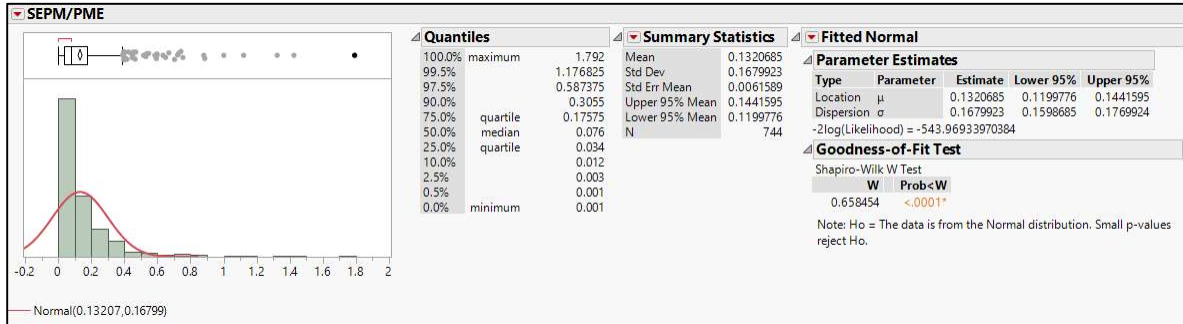 SEPM/PME
-0.2 0 0.2 0.4 0.6 0.8 1 1.2 1.4 1.6 1.8 2
Normal(0.13207,0.16799)
Quantiles
100.0% maximum 1.792
99.5% 1.176825
97.5% 0.587375
90.0% 0.3055
75.0% quartile 0.17575
50.0% median 0.076
25.0% quartile 0.034
10.0% 0.012
2.5% 0.003
0.5% 0.001
0.0% minimum 0.001
Summary Statistics
Mean 0.1320685
Std Dev 0.1679923
Std Err Mean 0.0061589
Upper 95% Mean 0.1441595
Lower 95% Mean 0.1199776
N 744
Fitted Normal
Parameter Estimates
Type Parameter Estimate Lower 95% Upper 95%
Location μ 0.1320685 0.1199776 0.1441595
Dispersion σ 0.1679923 0.1598685 0.1769924
-2log(Likelihood) = -543.96933970384
Goodness-of-Fit Test
Shapiro-Wilk W Test
W Prob<W
0.658454 <.0001*
Note: Ho = The data is from the Normal distribution. Small p-values
reject Ho.